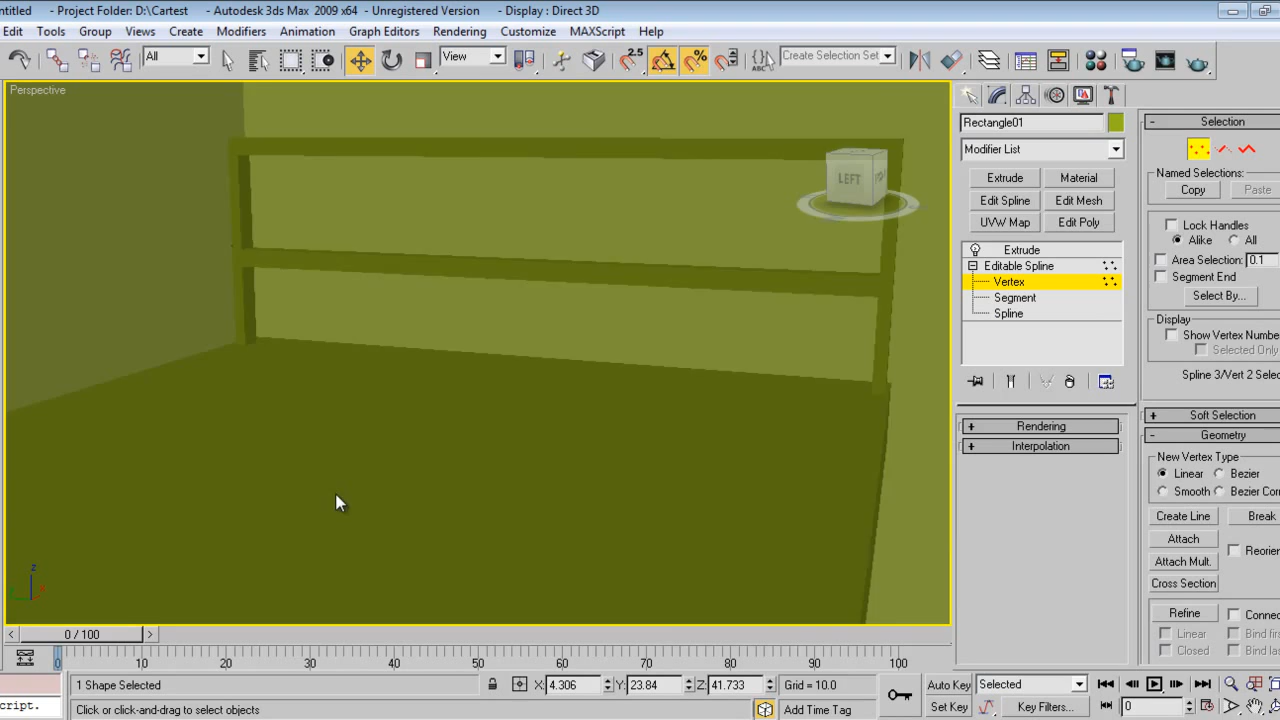 ntitled - Project Folder: D:\Cartest - Autodesk 3ds Max 2009 x64 - Unregistered Version - Display : Direct 3D
Edit Tools Group Views Create Modifiers Animation Graph Editors Rendering Customize MAXScript Help
All View 2.5 ABC Create Selection Set
Perspective
LEFT
Rectangle01
Modifier List
Extrude Material
Edit Spline Edit Mesh
UVW Map Edit Poly
Extrude
Editable Spline
Vertex
Segment
Spline
Rendering
Interpolation
- Selection
Named Selections:
Copy Paste
Lock Handles
Alike All
Area Selection: 0.1
Segment End
Select By...
Display
Show Vertex Number
Selected Only
Spline 3/Vert 2 Selec
+ Soft Selection
- Geometry
New Vertex Type
Linear Bezier
Smooth Bezier Cor
Create Line Break
Attach Reorie
Attach Mult.
Cross Section
Refine Connec
Linear Bind firs
Closed Bind las
z
0 / 100
0 10 20 30 40 50 60 70 80 90 100
1 Shape Selected X: 4.306 Y: 23.84 Z: 41.733 Grid = 10.0 Auto Key Selected
cript. Click or click-and-drag to select objects Add Time Tag Set Key Key Filters... 0